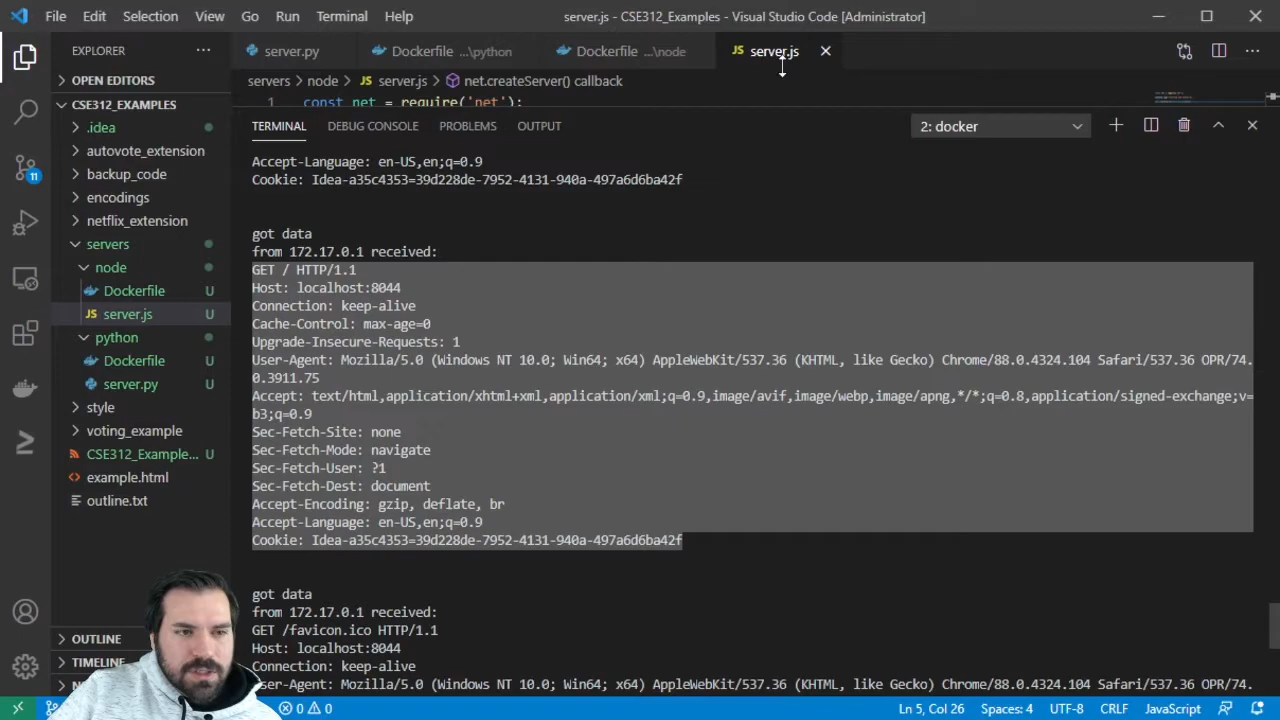 File Edit Selection View Go Run Terminal Help server.js - CSE312_Examples - Visual Studio Code [Administrator]
EXPLORER
OPEN EDITORS
CSE312_EXAMPLES
.idea
autovote_extension
backup_code
encodings
netflix_extension
servers
node
Dockerfile U
JS server.js U
python
Dockerfile U
server.py U
style
voting_example
CSE312_Example... U
example.html
outline.txt
OUTLINE
TIMELINE
11
server.py Dockerfile ...\python Dockerfile ...\node JS server.js
servers > node > JS server.js > net.createServer() callback
1 const net = require('net');
TERMINAL DEBUG CONSOLE PROBLEMS OUTPUT 2: docker
Accept-Language: en-US,en;q=0.9
Cookie: Idea-a35c4353=39d228de-7952-4131-940a-497a6d6ba42f
got data
from 172.17.0.1 received:
GET / HTTP/1.1
Host: localhost:8044
Connection: keep-alive
Cache-Control: max-age=0
Upgrade-Insecure-Requests: 1
User-Agent: Mozilla/5.0 (Windows NT 10.0; Win64; x64) AppleWebKit/537.36 (KHTML, like Gecko) Chrome/88.0.4324.104 Safari/537.36 OPR/74.
0.3911.75
Accept: text/html,application/xhtml+xml,application/xml;q=0.9,image/avif,image/webp,image/apng,*/*;q=0.8,application/signed-exchange;v=
b3;q=0.9
Sec-Fetch-Site: none
Sec-Fetch-Mode: navigate
Sec-Fetch-User: ?1
Sec-Fetch-Dest: document
Accept-Encoding: gzip, deflate, br
Accept-Language: en-US,en;q=0.9
Cookie: Idea-a35c4353=39d228de-7952-4131-940a-497a6d6ba42f
got data
from 172.17.0.1 received:
GET /favicon.ico HTTP/1.1
Host: localhost:8044
Connection: keep-alive
User-Agent: Mozilla/5.0 (Windows NT 10.0; Win64; x64) AppleWebKit/537.36 (KHTML, like Gecko) Chrome/88.0.4324.104 Safari/537.36 OPR/74.
0 0 Ln 5, Col 26 Spaces: 4 UTF-8 CRLF JavaScript